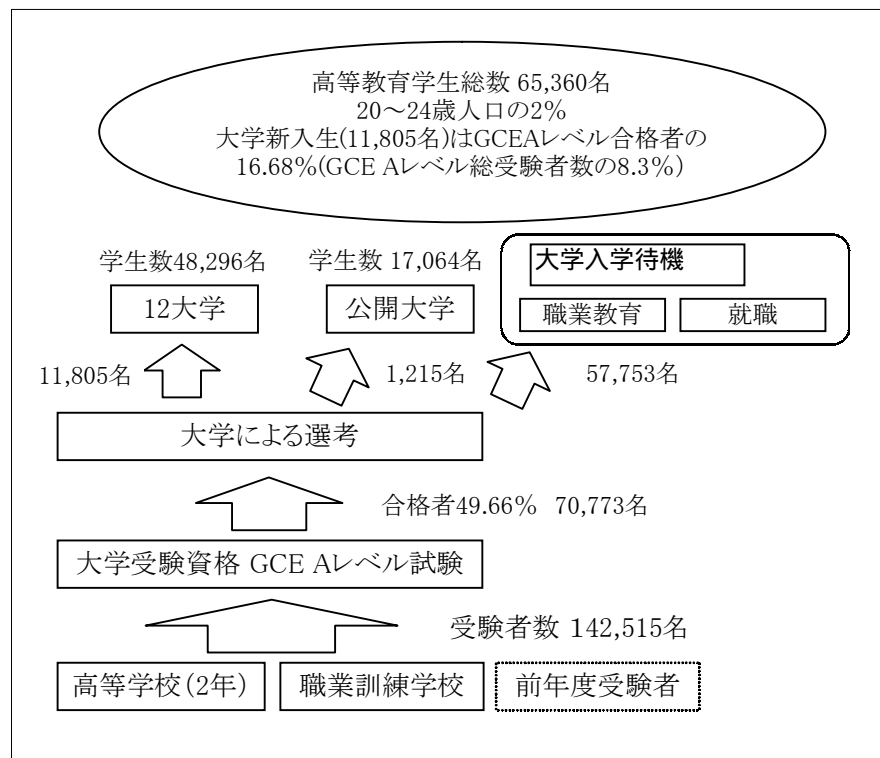 高等教育学生総数 65,360名
20～24歳人口の2%
大学新入生(11,805名)はGCEAレベル合格者の
16.68%(GCE Aレベル総受験者数の8.3%)
学生数48,296名
学生数 17,064名
大学入学待機
12大学
公開大学
職業教育
就職
11,805名
1,215名
57,753名
大学による選考
合格者49.66% 70,773名
大学受験資格 GCE Aレベル試験
受験者数 142,515名
高等学校(2年)
職業訓練学校
前年度受験者